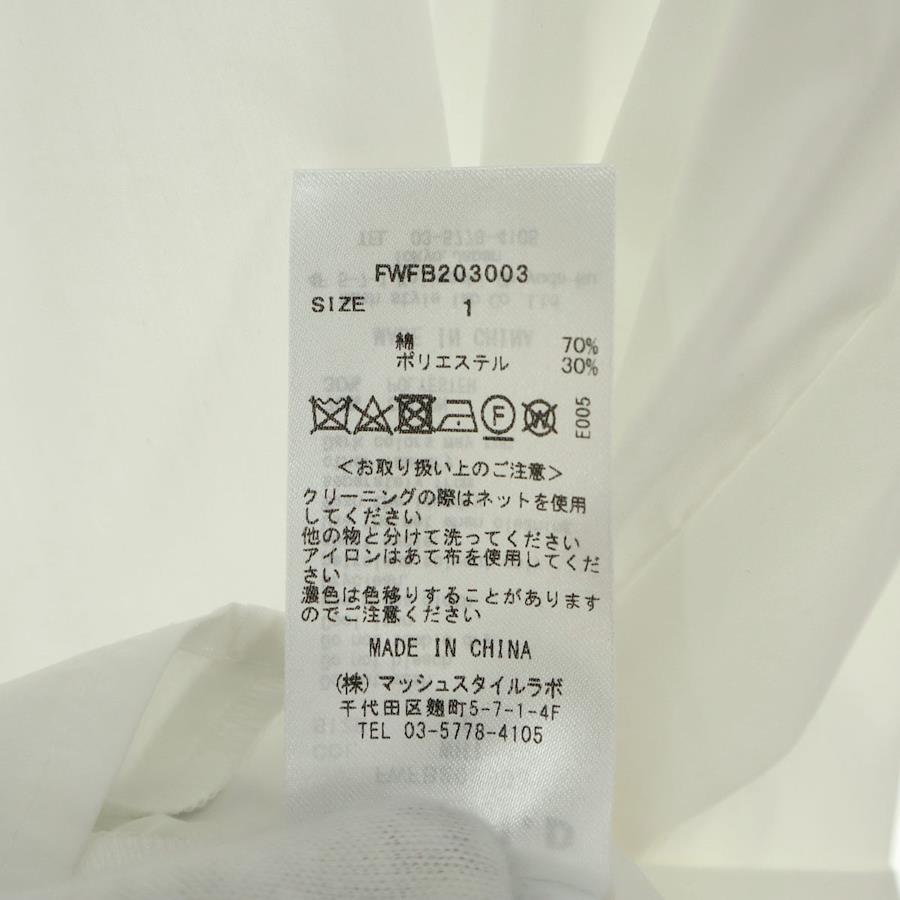 FWFB203003
SIZE 1
綿 70%
ポリエステル 30%
F W E005
<お取り扱い上のご注意>
クリーニングの際はネットを使用
してください
他の物と分けて洗ってください
アイロンはあて布を使用してくだ
さい
濃色は色移りすることがあります
のでご注意ください
MADE IN CHINA
(株)マッシュスタイルラボ
千代田区麹町5-7-1-4F
TEL 03-5778-4105